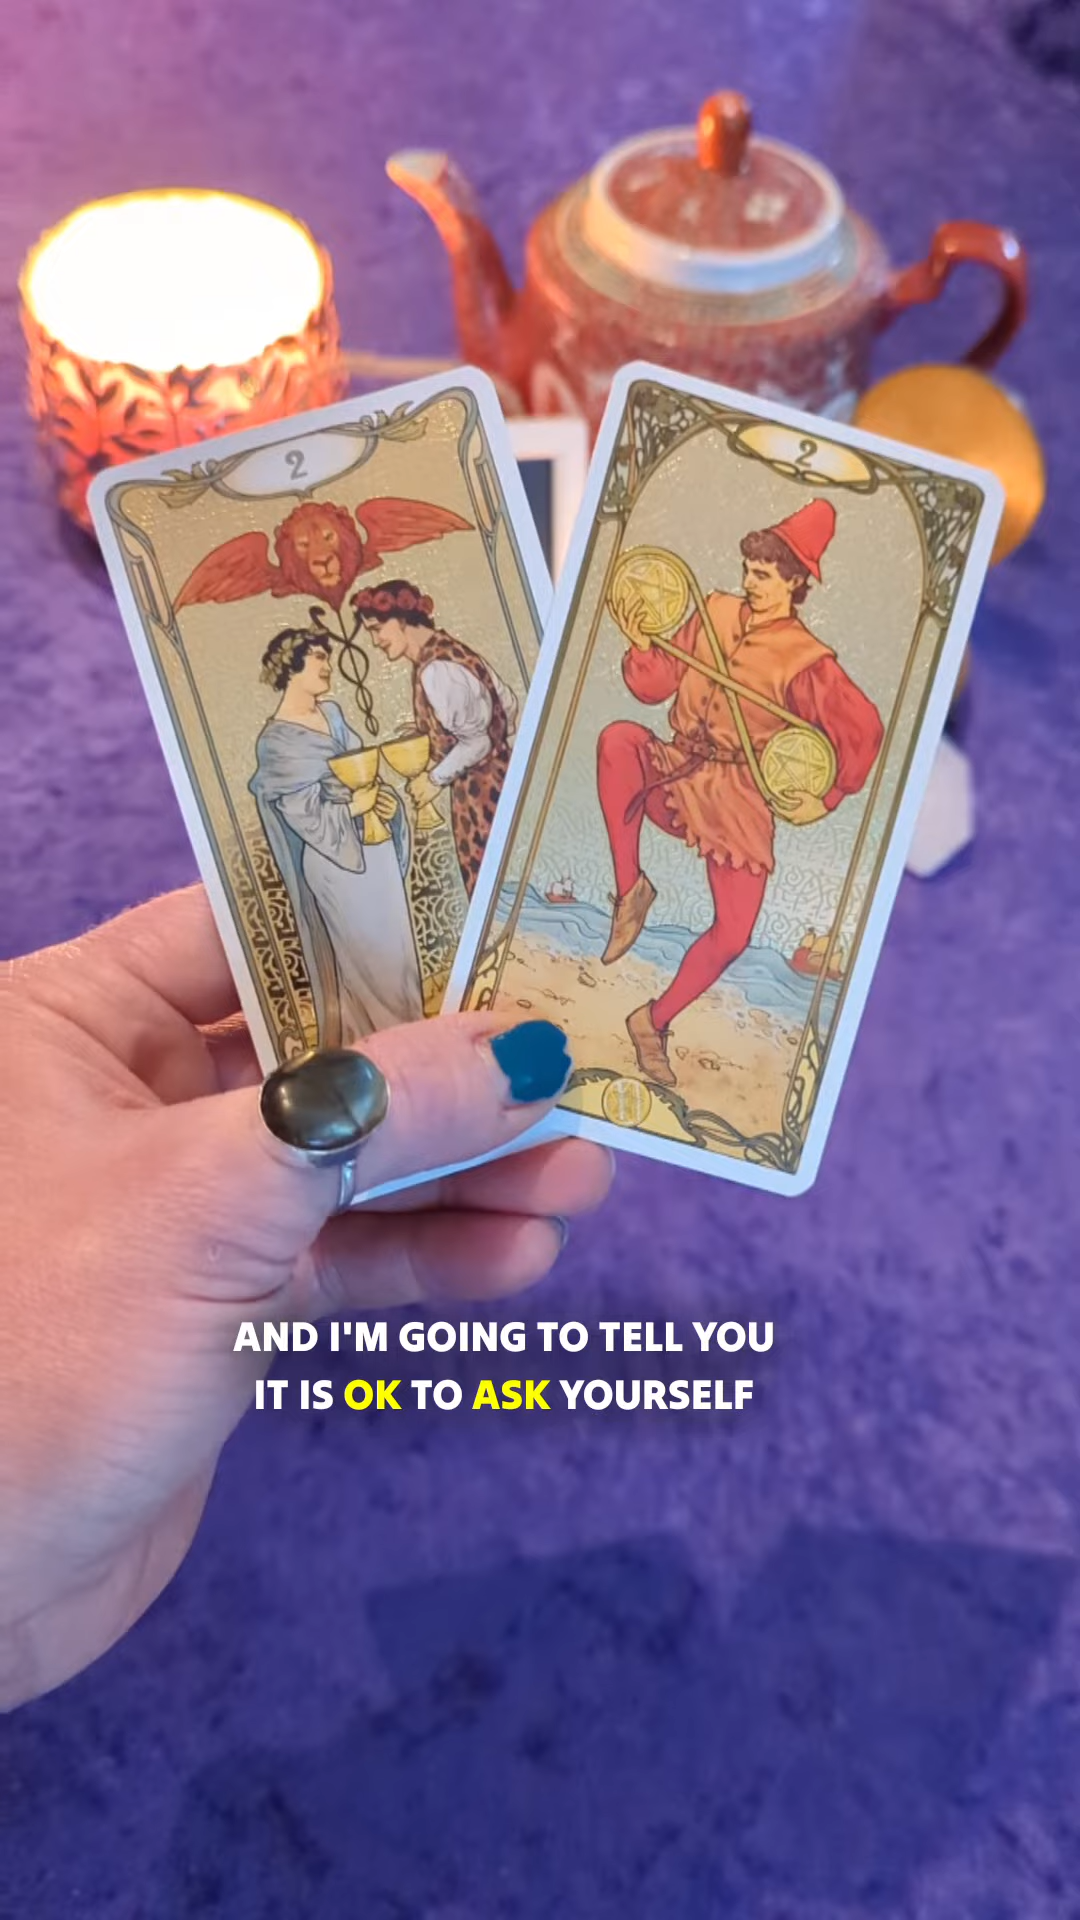 2
2
AND I'M GOING TO TELL YOU
IT IS OK TO ASK YOURSELF